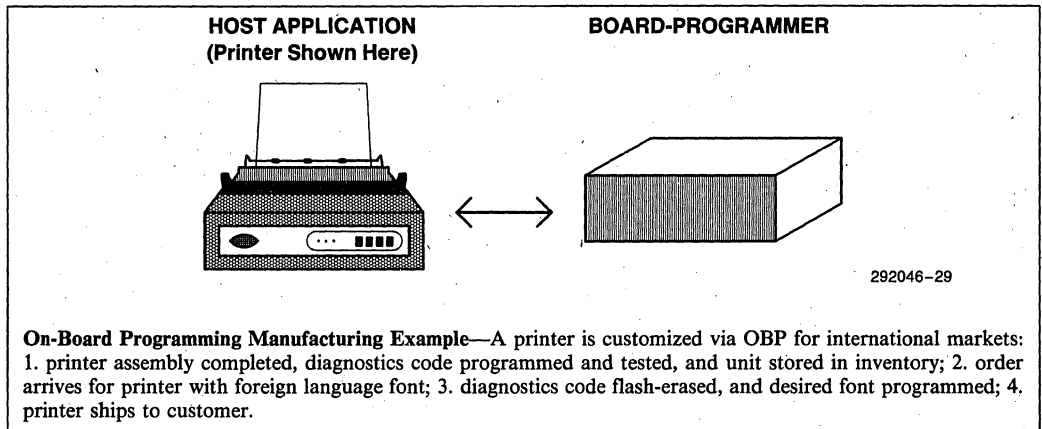 HOST APPLICATION
(Printer Shown Here)
BOARD-PROGRAMMER
292046-29
On-Board Programming Manufacturing Example—A printer is customized via OBP for international markets:
1. printer assembly completed, diagnostics code programmed and tested, and unit stored in inventory; 2. order
arrives for printer with foreign language font; 3. diagnostics code flash-erased, and desired font programmed; 4.
printer ships to customer.